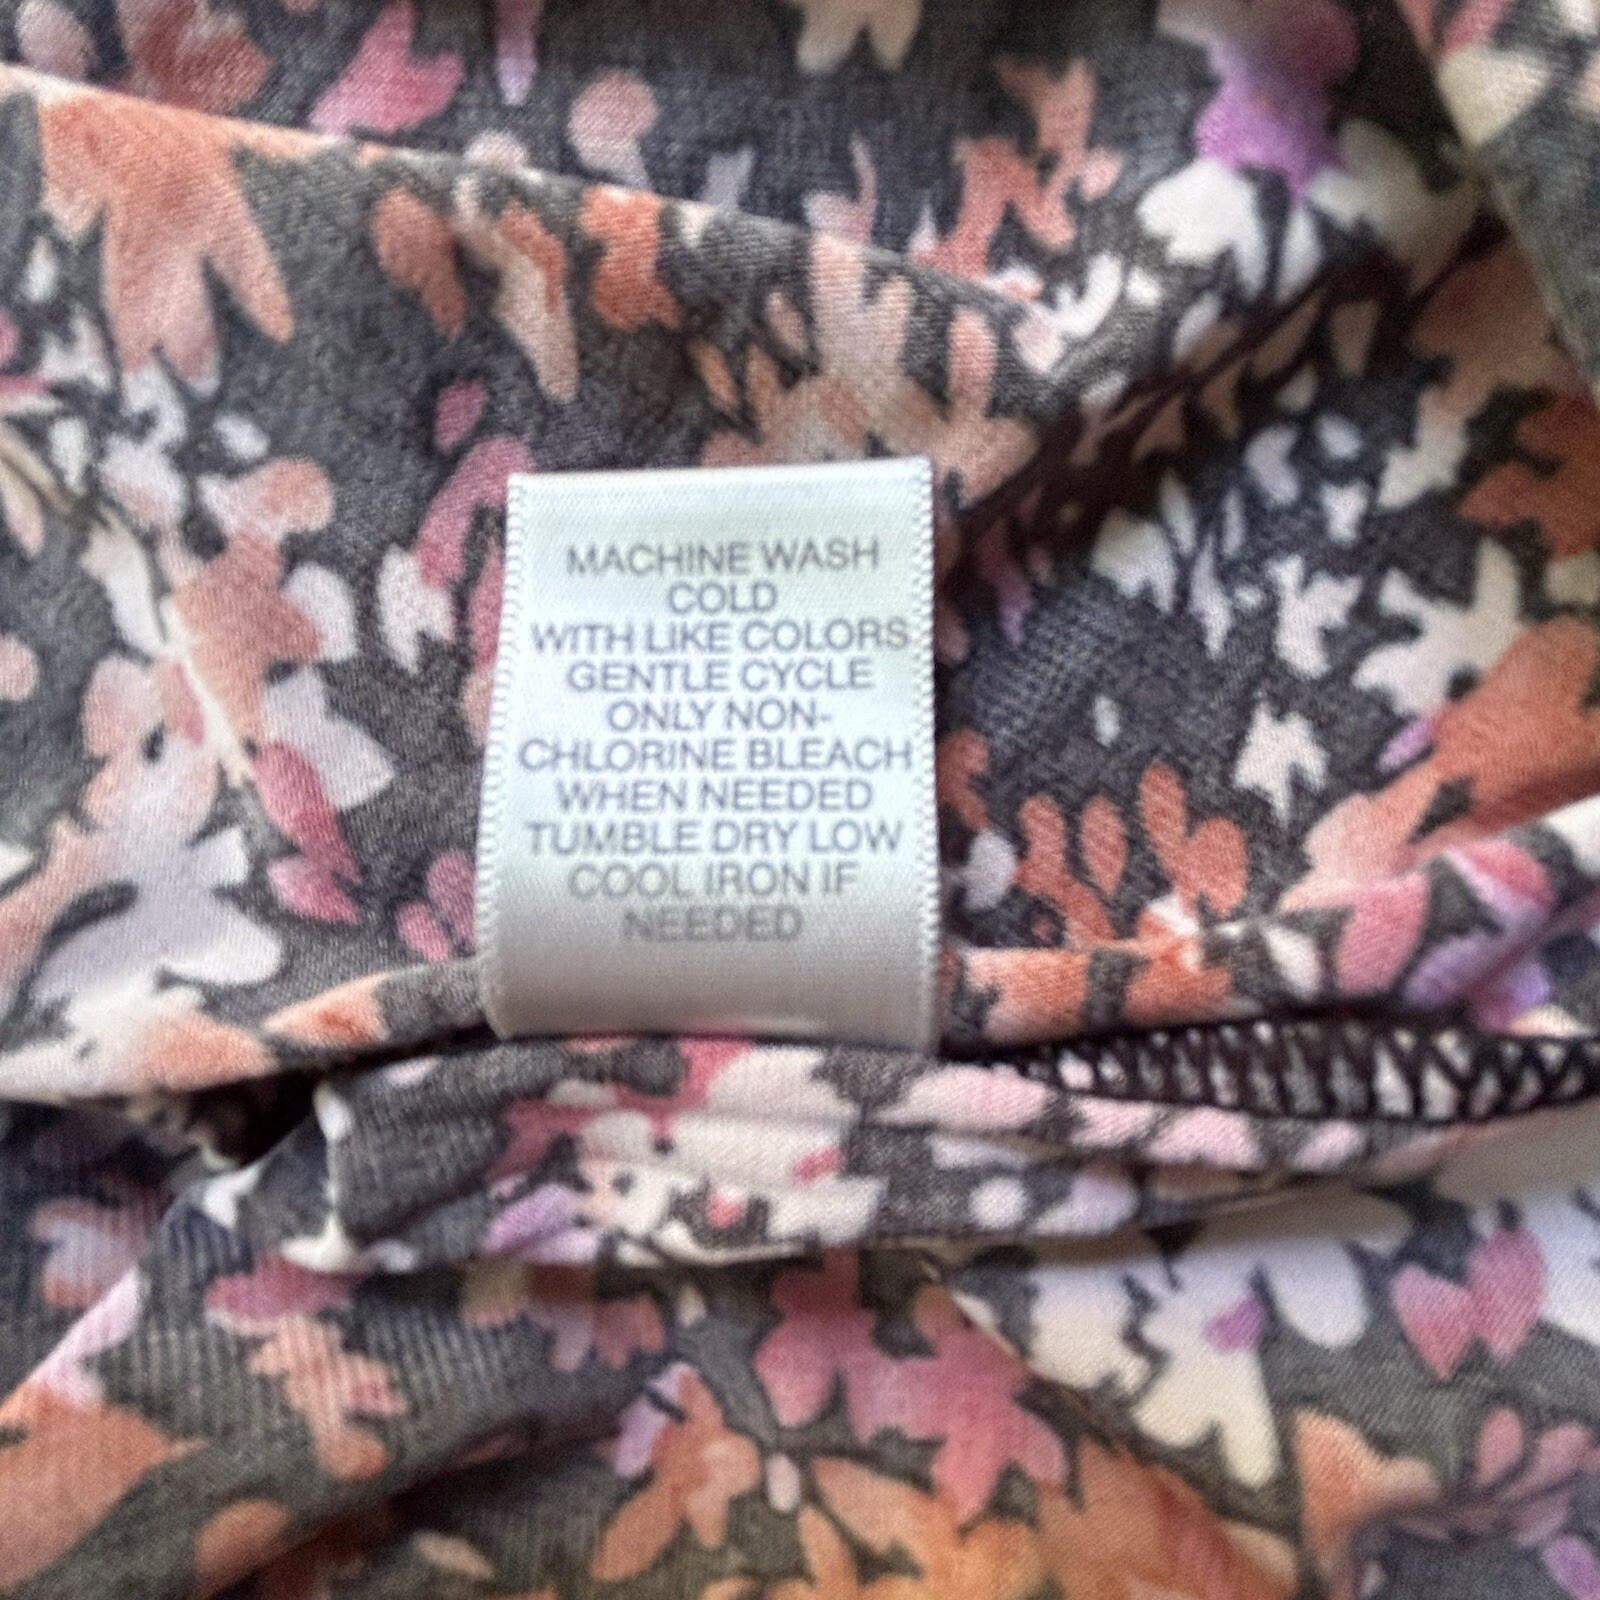 MACHINE WASH
COLD
WITH LIKE COLORS
GENTLE CYCLE
ONLY NON-
CHLORINE BLEACH
WHEN NEEDED
TUMBLE DRY LOW
COOL IRON IF
NEEDED